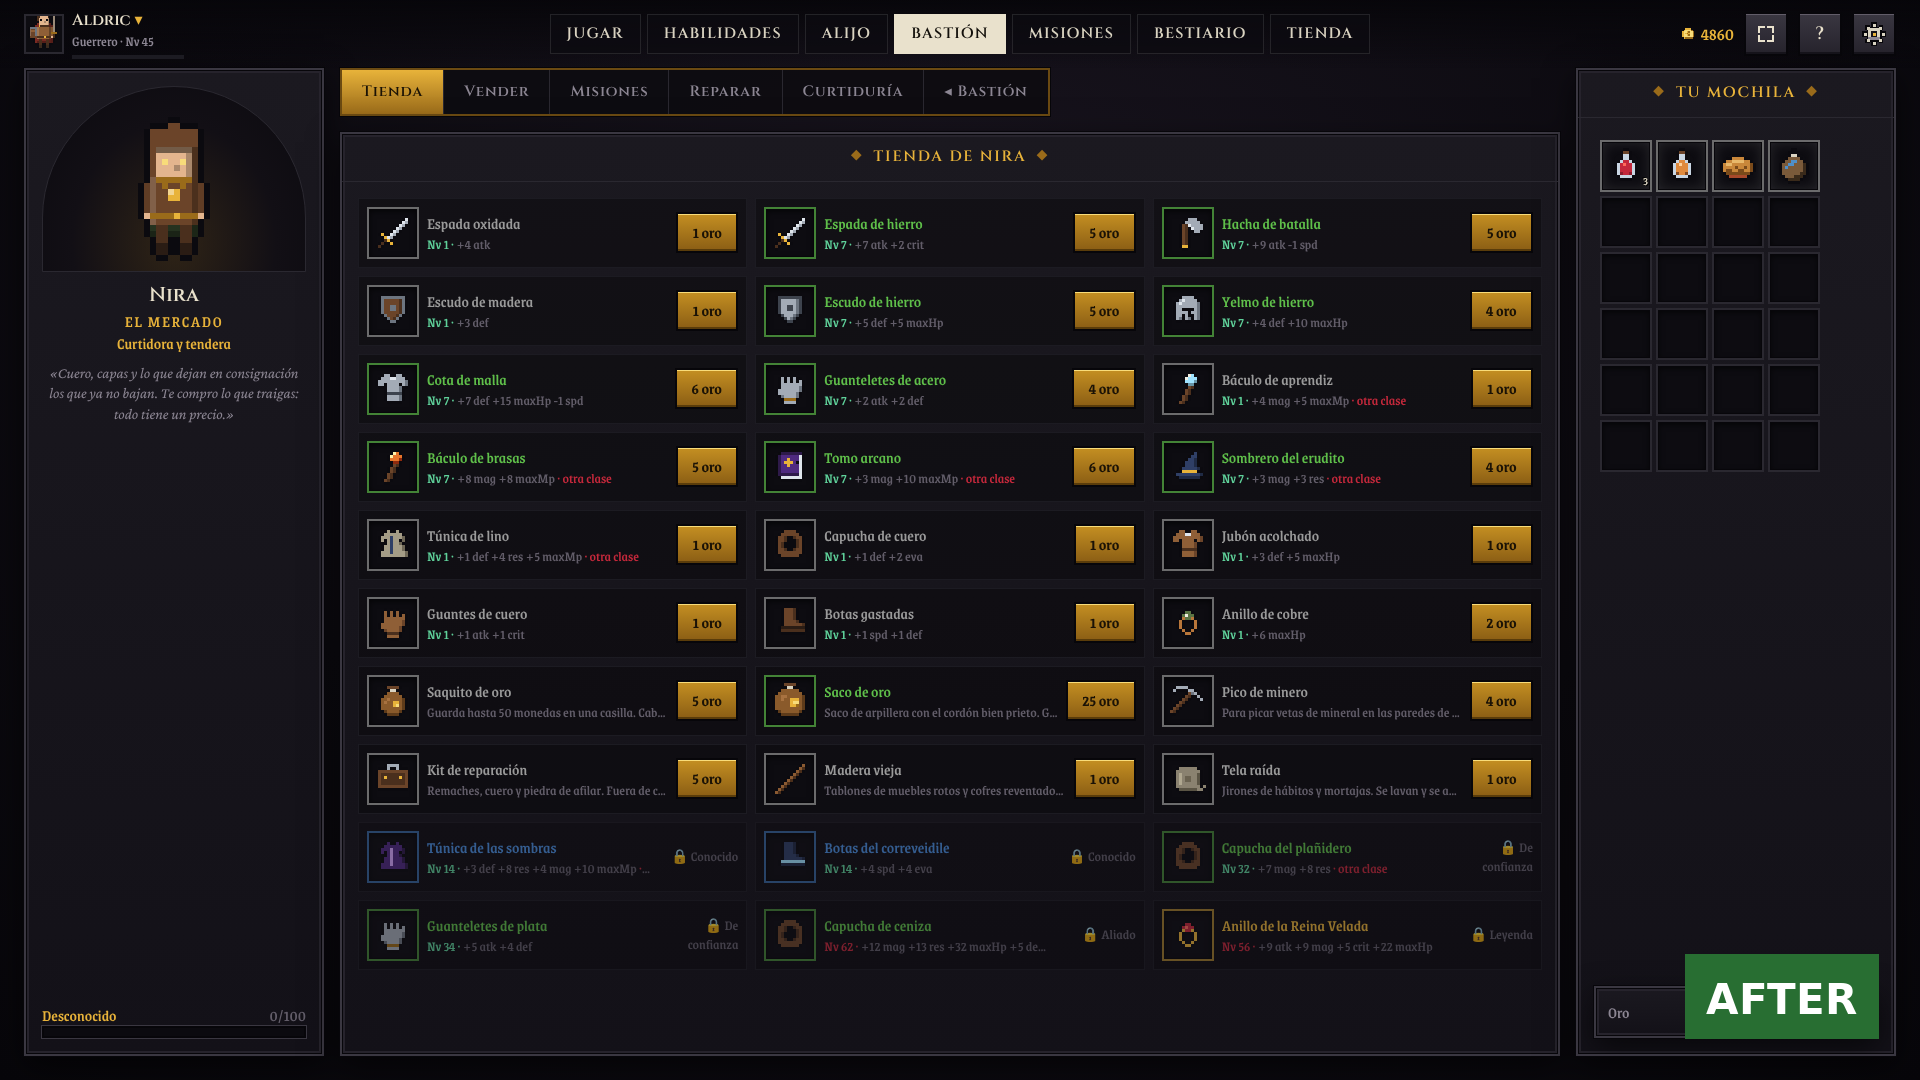 ALDRIC ▾
Guerrero · Nv 45
JUGAR
HABILIDADES
ALIJO
BASTIÓN
MISIONES
BESTIARIO
TIENDA
4860
?
TIENDA
VENDER
MISIONES
REPARAR
CURTIDURÍA
◂ BASTIÓN
NIRA
EL MERCADO
Curtidora y tendera
«Cuero, capas y lo que dejan en consignación
los que ya no bajan. Te compro lo que traigas:
todo tiene un precio.»
Desconocido 0/100
◆ TIENDA DE NIRA ◆
Espada oxidada
Nv 1 · +4 atk
1 oro
Espada de hierro
Nv 7 · +7 atk +2 crit
5 oro
Hacha de batalla
Nv 7 · +9 atk -1 spd
5 oro
Escudo de madera
Nv 1 · +3 def
1 oro
Escudo de hierro
Nv 7 · +5 def +5 maxHp
5 oro
Yelmo de hierro
Nv 7 · +4 def +10 maxHp
4 oro
Cota de malla
Nv 7 · +7 def +15 maxHp -1 spd
6 oro
Guanteletes de acero
Nv 7 · +2 atk +2 def
4 oro
Báculo de aprendiz
Nv 1 · +4 mag +5 maxMp · otra clase
1 oro
Báculo de brasas
Nv 7 · +8 mag +8 maxMp · otra clase
5 oro
Tomo arcano
Nv 7 · +3 mag +10 maxMp · otra clase
6 oro
Sombrero del erudito
Nv 7 · +3 mag +3 res · otra clase
4 oro
Túnica de lino
Nv 1 · +1 def +4 res +5 maxMp · otra clase
1 oro
Capucha de cuero
Nv 1 · +1 def +2 eva
1 oro
Jubón acolchado
Nv 1 · +3 def +5 maxHp
1 oro
Guantes de cuero
Nv 1 · +1 atk +1 crit
1 oro
Botas gastadas
Nv 1 · +1 spd +1 def
1 oro
Anillo de cobre
Nv 1 · +6 maxHp
2 oro
Saquito de oro
Guarda hasta 50 monedas en una casilla. Cab...
5 oro
Saco de oro
Saco de arpillera con el cordón bien prieto. G...
25 oro
Pico de minero
Para picar vetas de mineral en las paredes de ...
4 oro
Kit de reparación
Remaches, cuero y piedra de afilar. Fuera de c...
5 oro
Madera vieja
Tablones de muebles rotos y cofres reventado...
1 oro
Tela raída
Jirones de hábitos y mortajas. Se lavan y se a...
1 oro
Túnica de las sombras
Nv 14 · +3 def +8 res +4 mag +10 maxMp ·...
🔒 Conocido
Botas del correveidile
Nv 14 · +4 spd +4 eva
🔒 Conocido
Capucha del plañidero
Nv 32 · +7 mag +8 res · otra clase
🔒 De
confianza
Guanteletes de plata
Nv 34 · +5 atk +4 def
🔒 De
confianza
Capucha de ceniza
Nv 62 · +12 mag +13 res +32 maxHp +5 de...
🔒 Aliado
Anillo de la Reina Velada
Nv 56 · +9 atk +9 mag +5 crit +22 maxHp
🔒 Leyenda
◆ TU MOCHILA ◆
3
Oro
AFTER